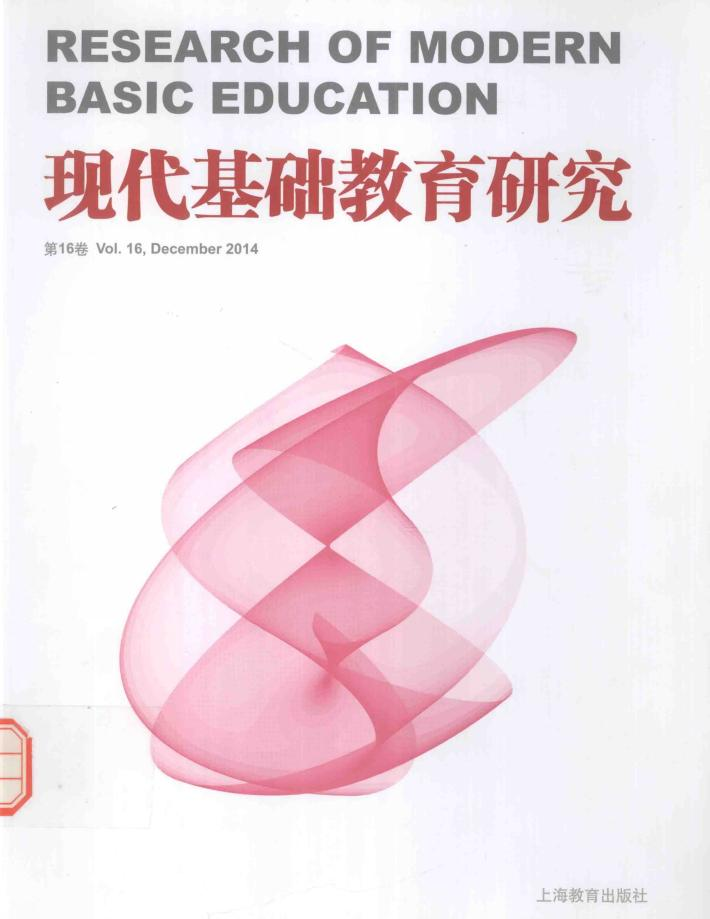 RESEARCH OF MODERN
BASIC EDUCATION
现代基础教育研究
第16卷 Vol. 16, December 2014
上海教育出版社